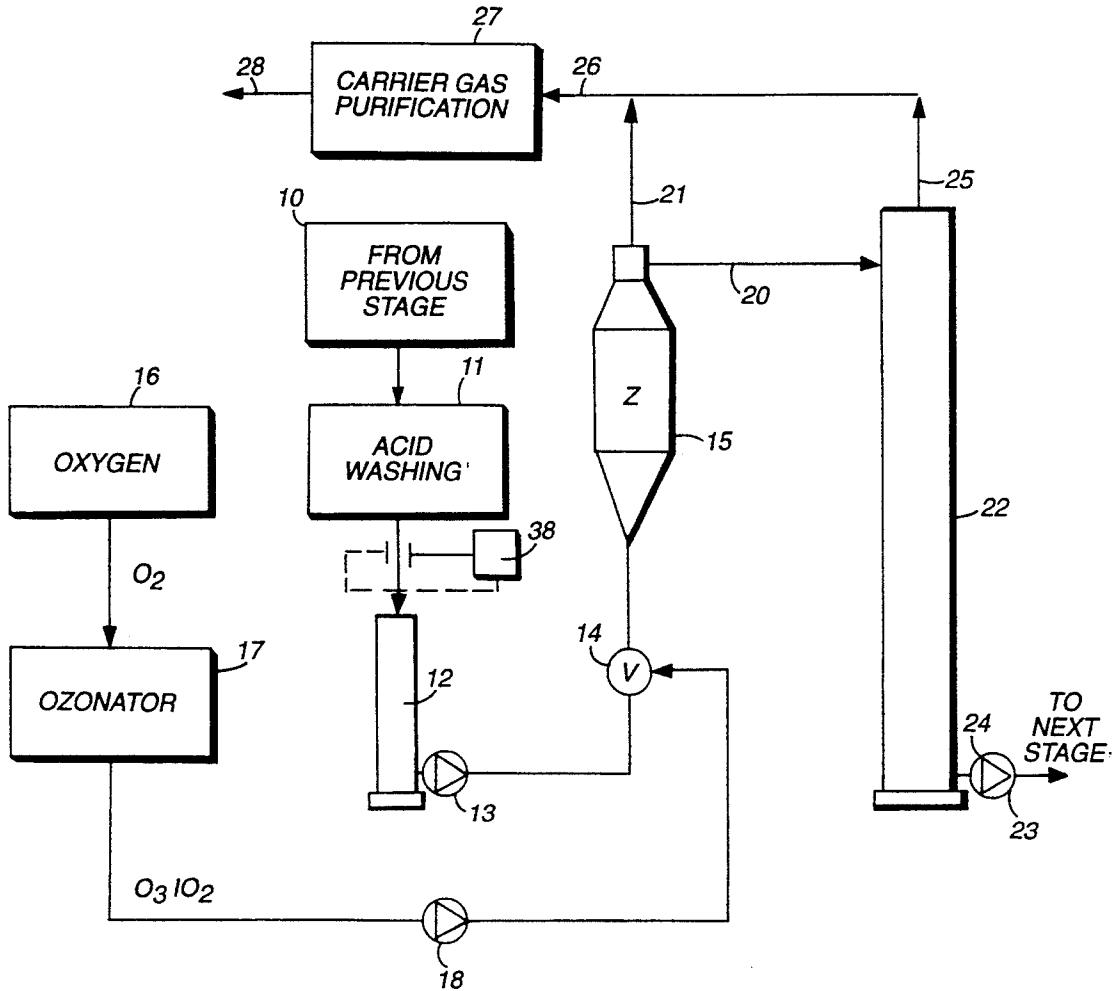 27
CARRIER GAS
PURIFICATION
28
26
25
21
10
FROM
PREVIOUS
STAGE
20
16
OXYGEN
11
ACID
WASHING
Z
15
22
38
O2
14
V
17
OZONATOR
12
13
TO
NEXT
STAGE
24
23
O3 IO2
18